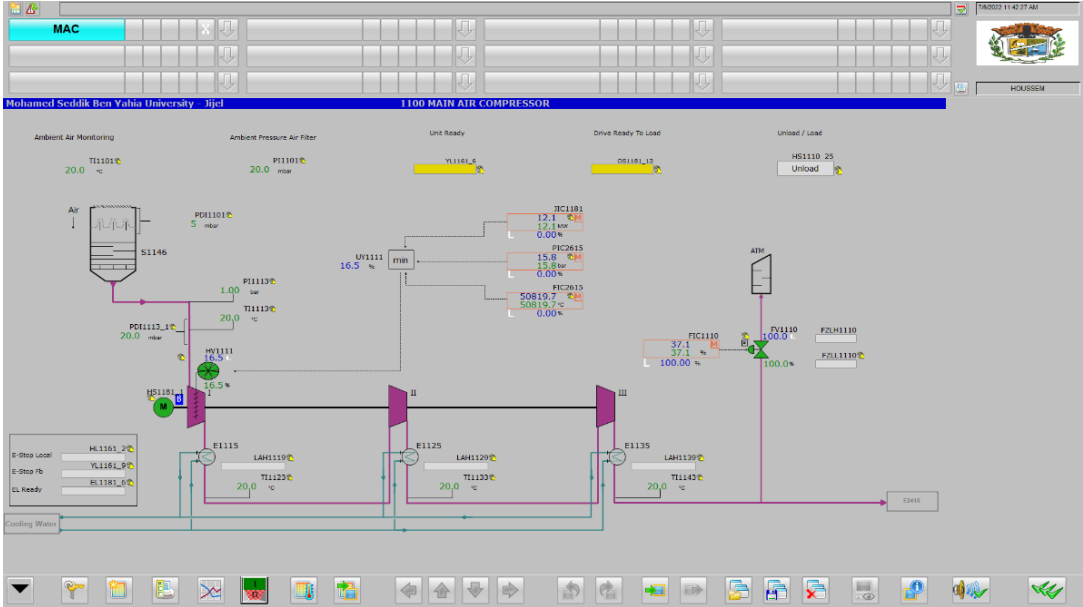 7/6/2022 11:42:27 AM
MAC
HOUSSEM
Mohamed Seddik Ben Yahia University - Jijel 1100 MAIN AIR COMPRESSOR
Ambient Air Monitoring Ambient Pressure Air Filter Unit Ready Drive Ready To Load Unload / Load
TI1101 PI1101 YL1161_6 OS1181_13 HS1110_25
20.0 °C 20.0 mbar Unload
Air PDI1101 JIC1181
5 mbar 12.1 M
12.1 kW
L 0.00 %
S1146 ATM
PIC2615
UY1111 min 15.8 M
16.5 % 15.8 bar
L 0.00 %
PI1113 FIC2615
1.00 bar 50819.7 M
50819.7 °C
L 0.00 %
TI1113
20.0 °C
PDI1113_1 FIC1110 FV1110 FZLH1110
20.0 mbar 37.1 M 100.0 L
37.1 %
L 100.00 % 100.0 % FZLL1110
HV1111
16.5 L
16.5 %
HS1181_1 I II III
M
E1115 E1125 E1135
LAH1119 LAH1129 LAH1139
TI1123 TI1133 TI1143
20.0 °C 20.0 °C 20.0 °C
E-Stop Local HL1161_2
E-Stop Fb YL1161_9
EL Ready EL1181_6
E2416
Cooling Water